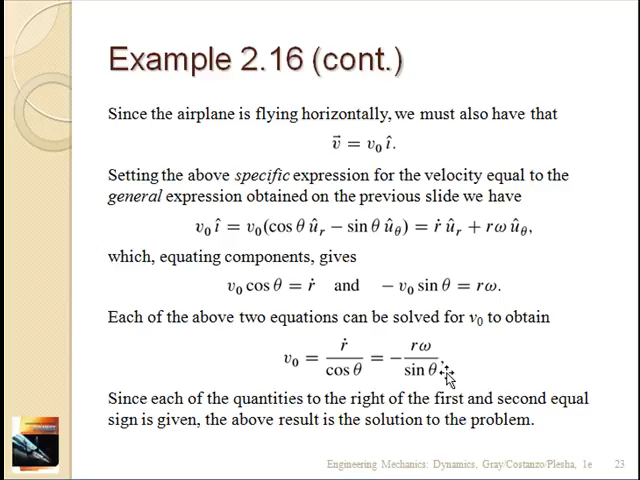 Example 2.16 (cont.)
Since the airplane is flying horizontally, we must also have that
v⃗ = v₀ î.
Setting the above specific expression for the velocity equal to the
general expression obtained on the previous slide we have
v₀ î = v₀(cos θ ûᵣ − sin θ û_θ) = ṙ ûᵣ + rω û_θ,
which, equating components, gives
v₀ cos θ = ṙ and − v₀ sin θ = rω.
Each of the above two equations can be solved for v₀ to obtain
v₀ = ṙ / cos θ = − rω / sin θ.
Since each of the quantities to the right of the first and second equal
sign is given, the above result is the solution to the problem.
Engineering Mechanics: Dynamics, Gray/Costanzo/Plesha, 1e 23